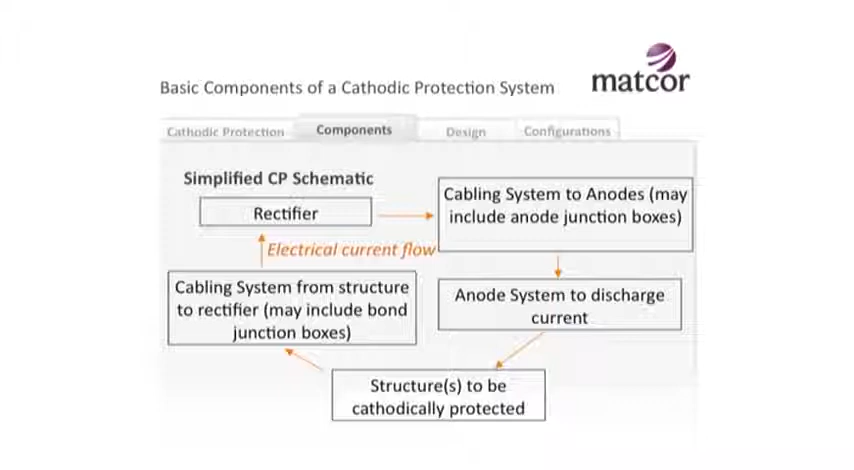 matcor
Basic Components of a Cathodic Protection System
Cathodic Protection
Components
Design
Configurations
Simplified CP Schematic
Rectifier
Cabling System to Anodes (may
include anode junction boxes)
Electrical current flow
Cabling System from structure
to rectifier (may include bond
junction boxes)
Anode System to discharge
current
Structure(s) to be
cathodically protected